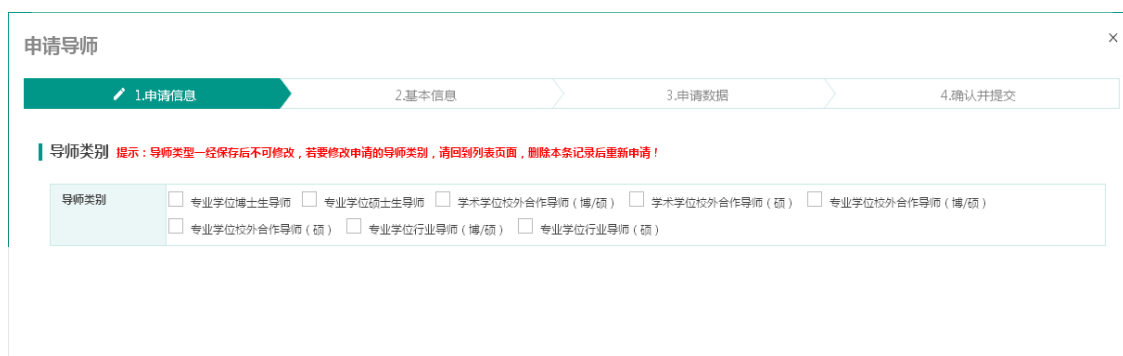 申请导师
×
1.申请信息 2.基本信息 3.申请数据 4.确认并提交
导师类别 提示：导师类型一经保存后不可修改，若要修改申请的导师类别，请回到列表页面，删除本条记录后重新申请！
导师类别 专业学位博士生导师 专业学位硕士生导师 学术学位校外合作导师（博/硕） 学术学位校外合作导师（硕） 专业学位校外合作导师（博/硕）
专业学位校外合作导师（硕） 专业学位行业导师（博/硕） 专业学位行业导师（硕）